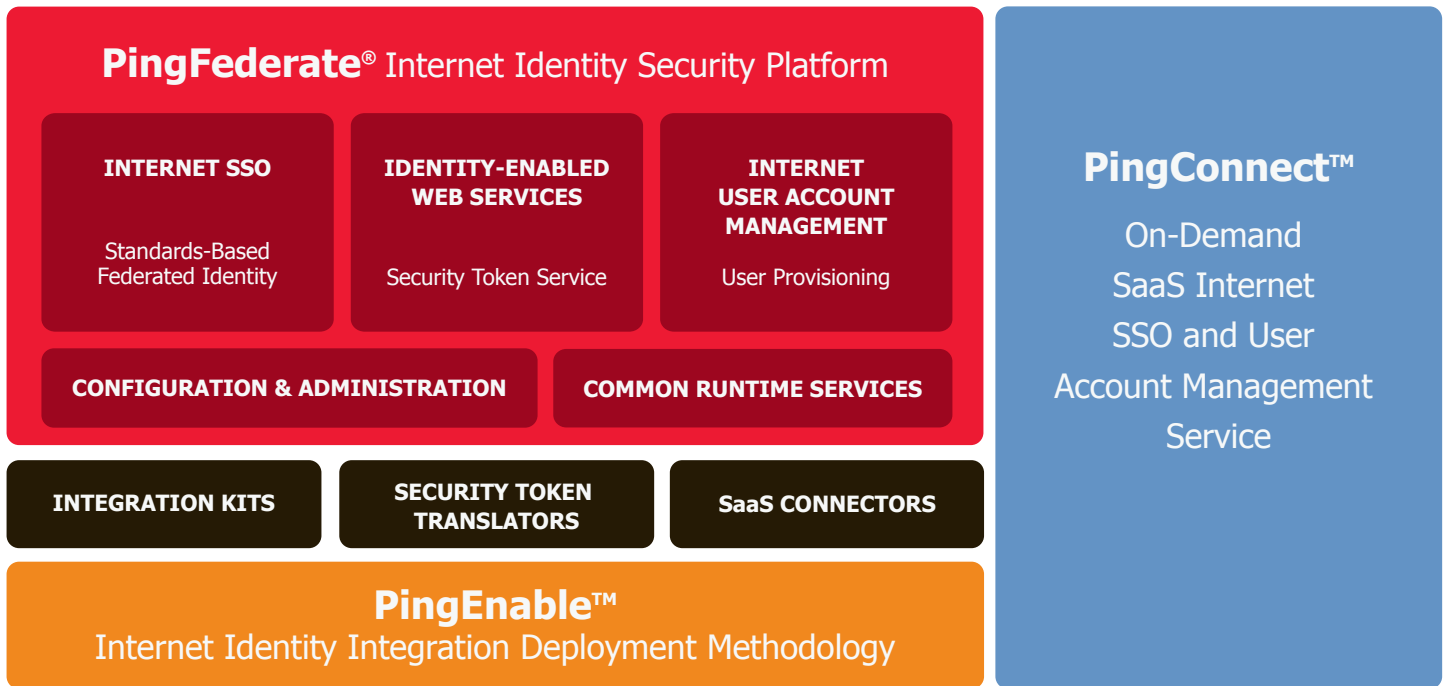 PingFederate® Internet Identity Security Platform
INTERNET SSO
Standards-Based
Federated Identity
IDENTITY-ENABLED
WEB SERVICES
Security Token Service
INTERNET
USER ACCOUNT
MANAGEMENT
User Provisioning
CONFIGURATION & ADMINISTRATION
COMMON RUNTIME SERVICES
INTEGRATION KITS
SECURITY TOKEN
TRANSLATORS
SaaS CONNECTORS
PingEnable™
Internet Identity Integration Deployment Methodology
PingConnect™
On-Demand
SaaS Internet
SSO and User
Account Management
Service